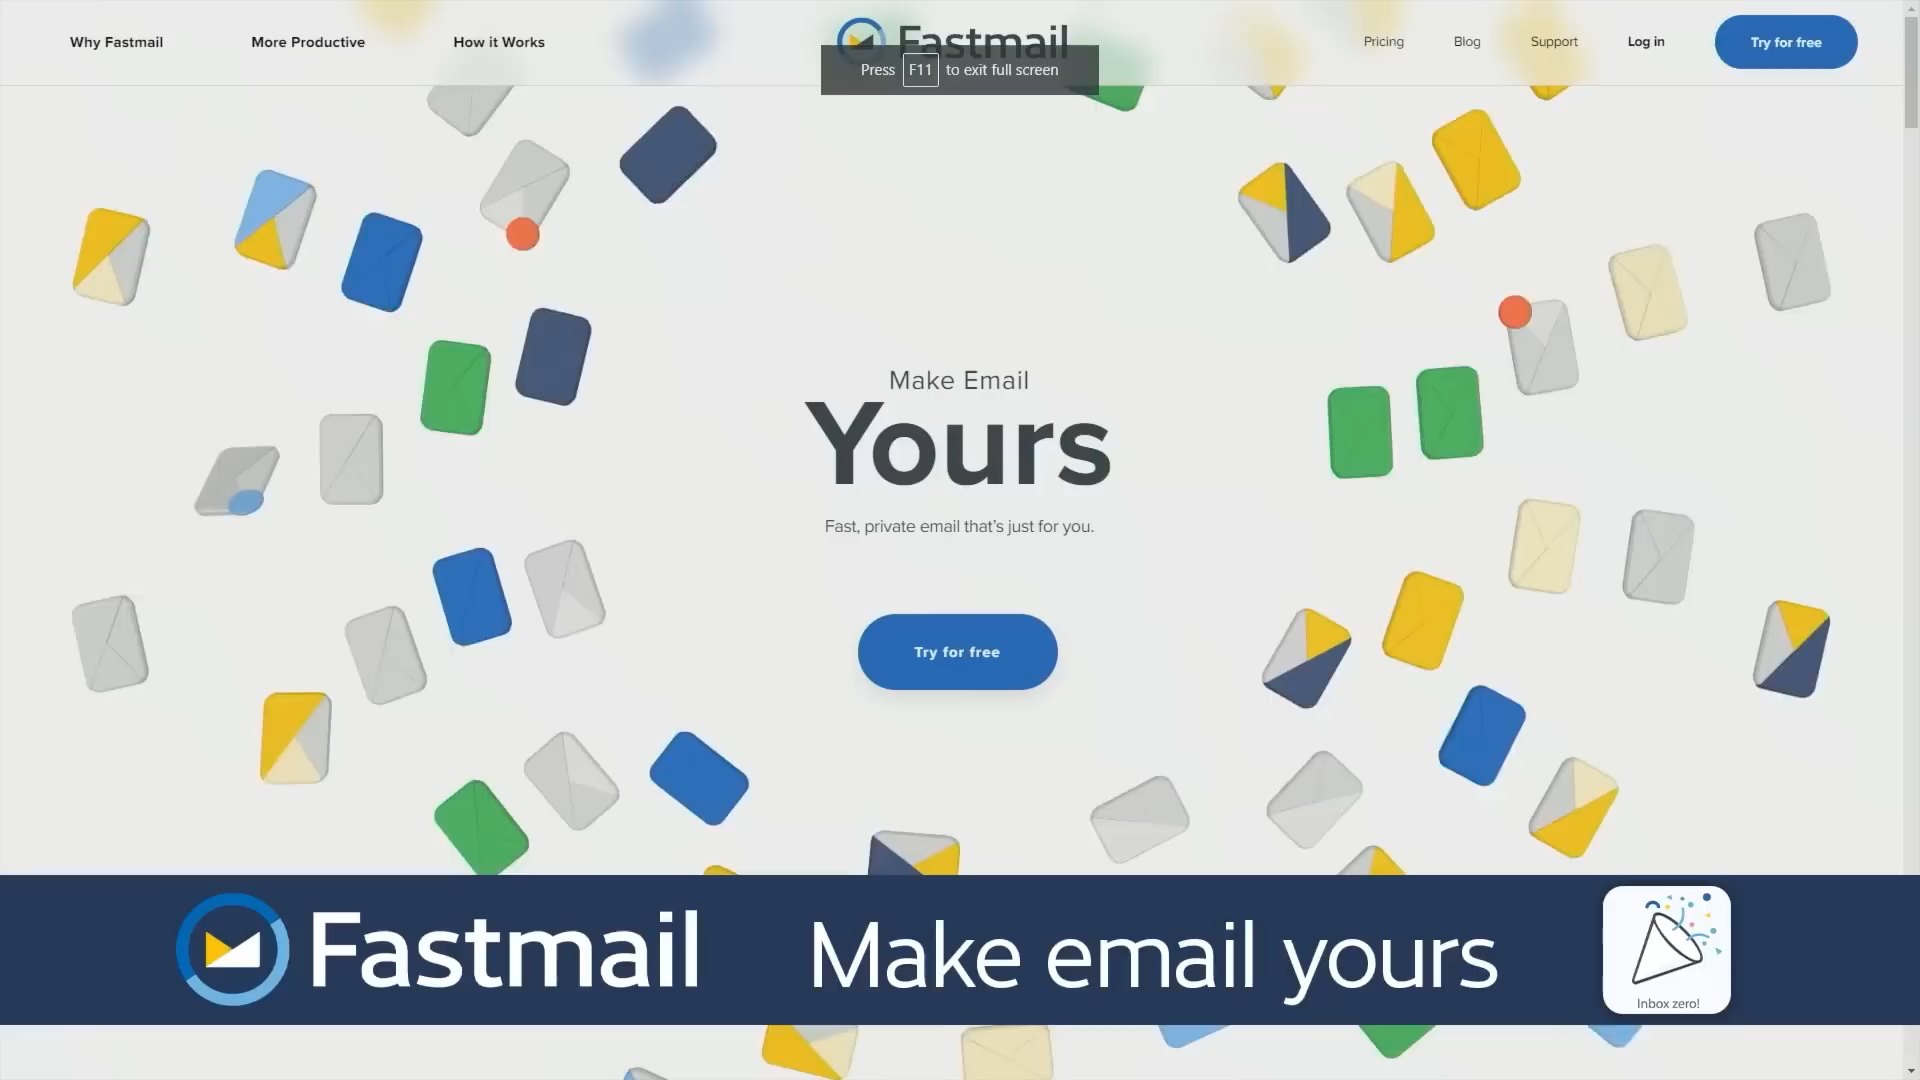 Why Fastmail
More Productive
How it Works
Fastmail
Pricing
Blog
Support
Log in
Try for free
Press F11 to exit full screen
Make Email
Yours
Fast, private email that’s just for you.
Try for free
Fastmail
Make email yours
Inbox zero!